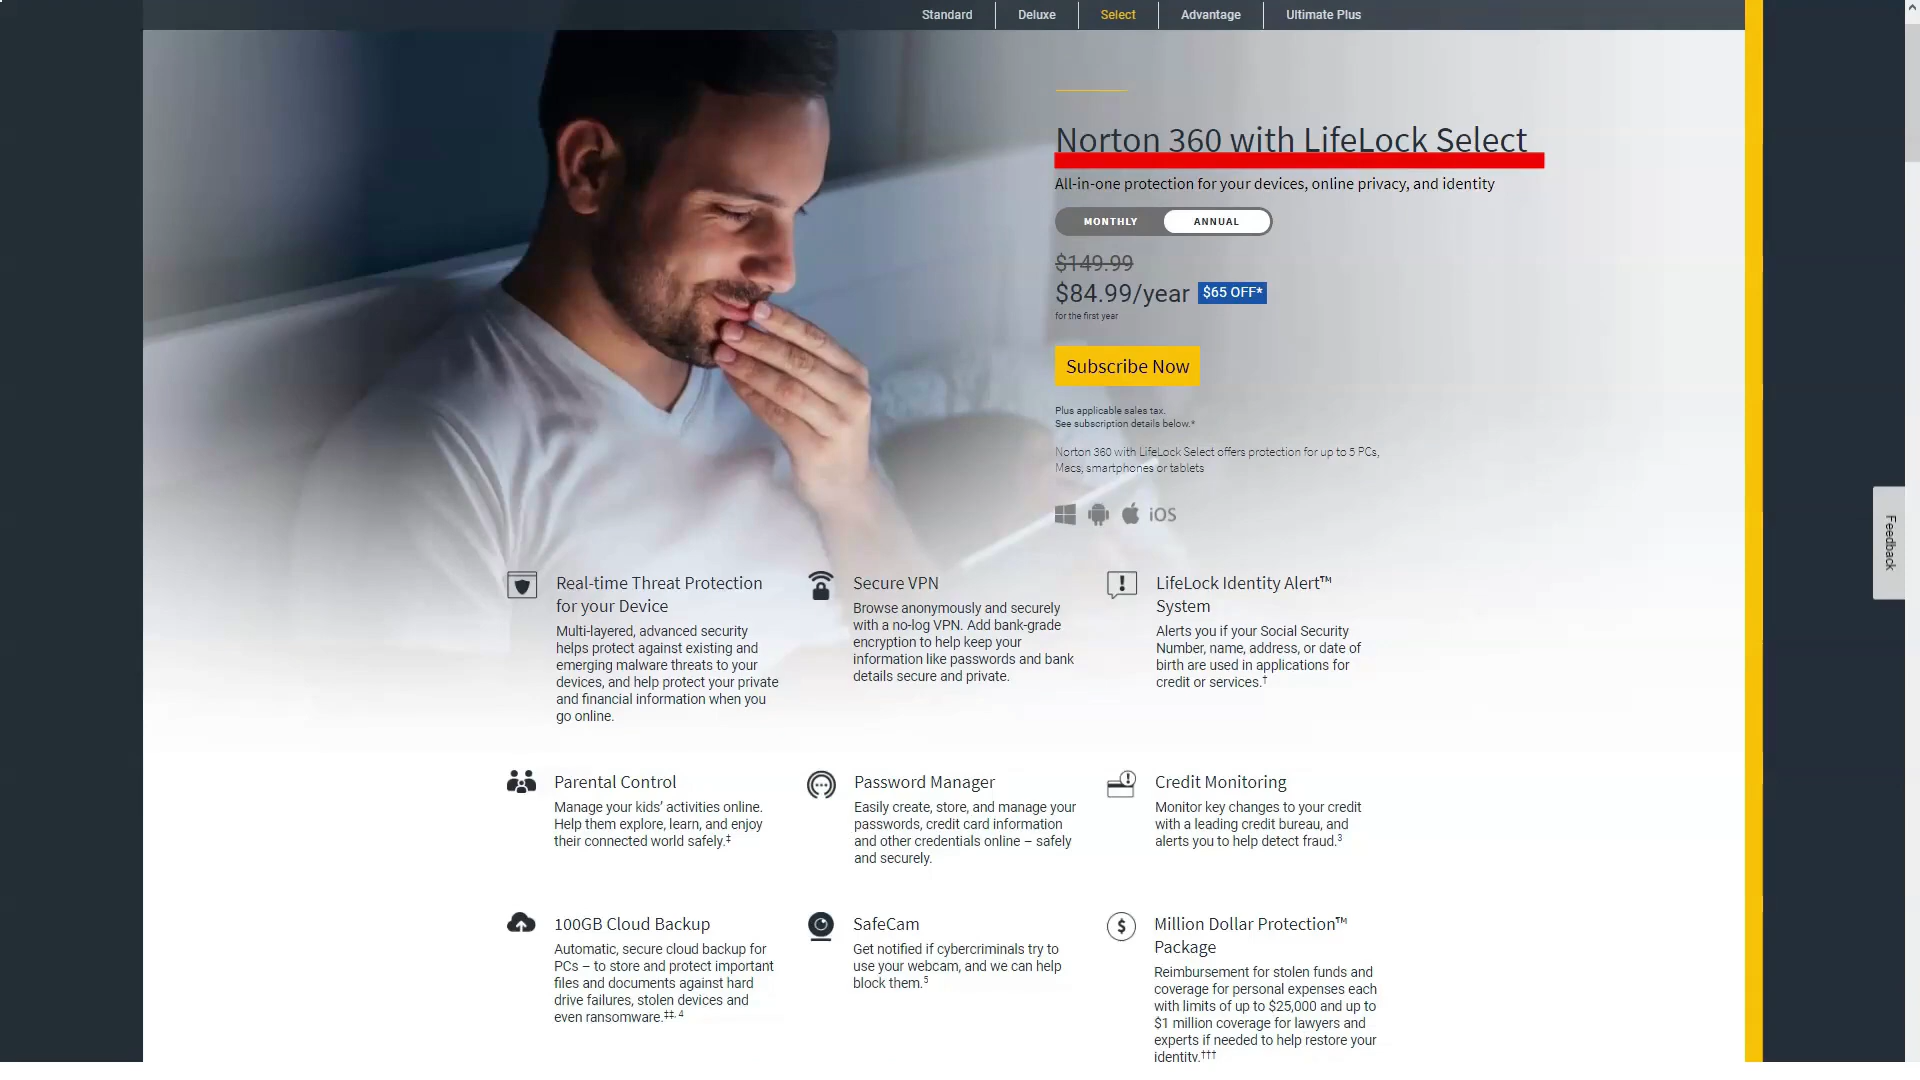 Standard
Deluxe
Select
Advantage
Ultimate Plus
Norton 360 with LifeLock Select
All-in-one protection for your devices, online privacy, and identity
MONTHLY
ANNUAL
$149.99
$84.99/year
$65 OFF*
for the first year
Subscribe Now
Plus applicable sales tax.
See subscription details below.*
Norton 360 with LifeLock Select offers protection for up to 5 PCs,
Macs, smartphones or tablets
iOS
Feedback
Real-time Threat Protection
for your Device
Multi-layered, advanced security
helps protect against existing and
emerging malware threats to your
devices, and help protect your private
and financial information when you
go online.
Secure VPN
Browse anonymously and securely
with a no-log VPN. Add bank-grade
encryption to help keep your
information like passwords and bank
details secure and private.
LifeLock Identity Alert™
System
Alerts you if your Social Security
Number, name, address, or date of
birth are used in applications for
credit or services.†
Parental Control
Manage your kids’ activities online.
Help them explore, learn, and enjoy
their connected world safely.‡
Password Manager
Easily create, store, and manage your
passwords, credit card information
and other credentials online – safely
and securely.
Credit Monitoring
Monitor key changes to your credit
with a leading credit bureau, and
alerts you to help detect fraud.³
100GB Cloud Backup
Automatic, secure cloud backup for
PCs – to store and protect important
files and documents against hard
drive failures, stolen devices and
even ransomware.‡‡, ⁴
SafeCam
Get notified if cybercriminals try to
use your webcam, and we can help
block them.⁵
Million Dollar Protection™
Package
Reimbursement for stolen funds and
coverage for personal expenses each
with limits of up to $25,000 and up to
$1 million coverage for lawyers and
experts if needed to help restore your
identity.†††